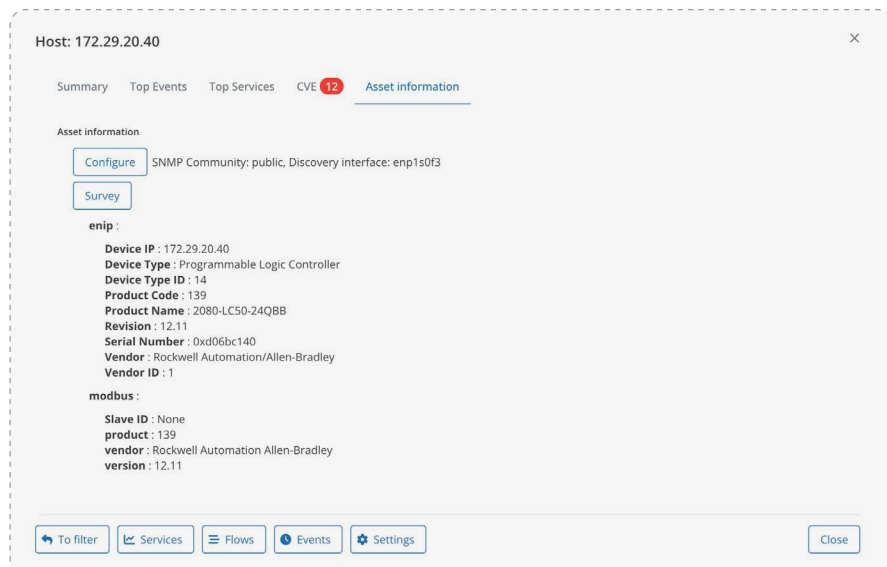 Host: 172.29.20.40
Summary Top Events Top Services CVE 12 Asset information
Asset information
Configure SNMP Community: public, Discovery interface: enp1s0f3
Survey
enip :
Device IP : 172.29.20.40
Device Type : Programmable Logic Controller
Device Type ID : 14
Product Code : 139
Product Name : 2080-LC50-24QBB
Revision : 12.11
Serial Number : 0xd06bc140
Vendor : Rockwell Automation/Allen-Bradley
Vendor ID : 1
modbus :
Slave ID : None
product : 139
vendor : Rockwell Automation Allen-Bradley
version : 12.11
To filter Services Flows Events Settings Close